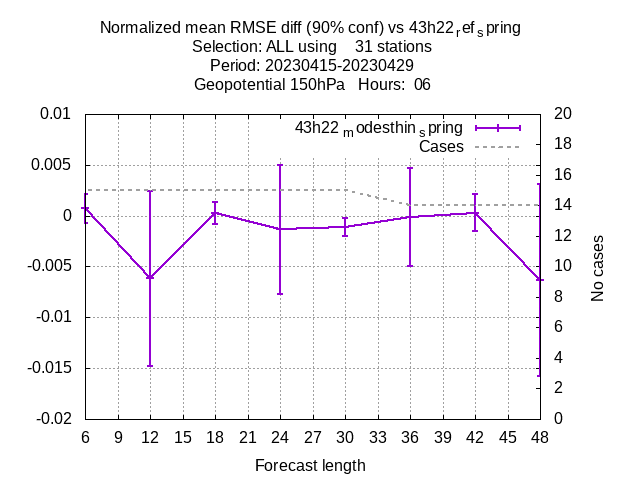 Normalized mean RMSE diff (90% conf) vs 43h22refspring
Selection: ALL using 31 stations
Period: 20230415-20230429
Geopotential 150hPa Hours: 06
43h22modesthinspring
Cases
0.01
0.005
0
-0.005
-0.01
-0.015
-0.02
20
18
16
14
12
10
8
6
4
2
0
No cases
6 9 12 15 18 21 24 27 30 33 36 39 42 45 48
Forecast length